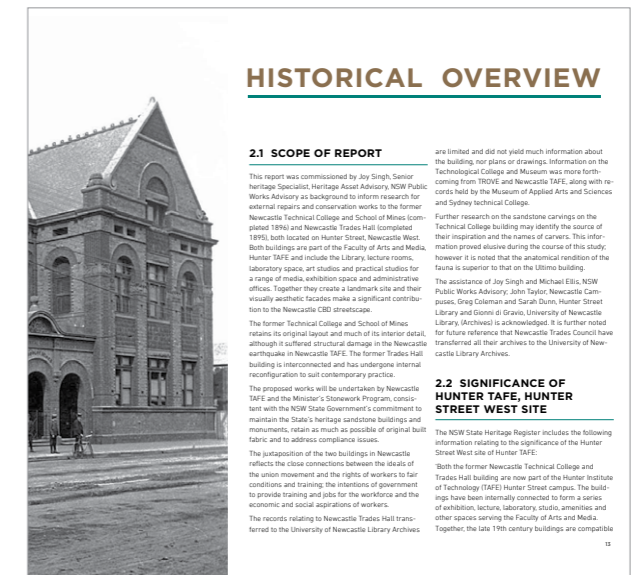 HISTORICAL OVERVIEW
2.1 SCOPE OF REPORT
This report was commissioned by Joy Singh, Senior
heritage Specialist, Heritage Asset Advisory, NSW Public
Works Advisory as background to inform research for
external repairs and conservation works to the former
Newcastle Technical College and School of Mines (com-
pleted 1896) and Newcastle Trades Hall (completed
1895), both located on Hunter Street, Newcastle West.
Both buildings are part of the Faculty of Arts and Media,
Hunter TAFE and include the Library, lecture rooms,
laboratory space, art studios and practical studios for
a range of media, exhibition space and administrative
offices. Together they create a landmark site and their
visually aesthetic facades make a significant contribu-
tion to the Newcastle CBD streetscape.
The former Technical College and School of Mines
retains its original layout and much of its interior detail,
although it suffered structural damage in the Newcastle
earthquake in Newcastle TAFE. The former Trades Hall
building is interconnected and has undergone internal
reconfiguration to suit contemporary practice.
The proposed works will be undertaken by Newcastle
TAFE and the Minister's Stonework Program, consis-
tent with the NSW State Government's commitment to
maintain the State's heritage sandstone buildings and
monuments, retain as much as possible of original built
fabric and to address compliance issues.
The juxtaposition of the two buildings in Newcastle
reflects the close connections between the ideals of
the union movement and the rights of workers to fair
conditions and training; the intentions of government
to provide training and jobs for the workforce and the
economic and social aspirations of workers.
The records relating to Newcastle Trades Hall trans-
ferred to the University of Newcastle Library Archives
are limited and did not yield much information about
the building, nor plans or drawings. Information on the
Technological College and Museum was more forth-
coming from TROVE and Newcastle TAFE, along with re-
cords held by the Museum of Applied Arts and Sciences
and Sydney technical College.
Further research on the sandstone carvings on the
Technical College building may identify the source of
their inspiration and the names of carvers. This infor-
mation proved elusive during the course of this study;
however it is noted that the anatomical rendition of the
fauna is superior to that on the Ultimo building.
The assistance of Joy Singh and Michael Ellis, NSW
Public Works Advisory; John Taylor, Newcastle Cam-
puses, Greg Coleman and Sarah Dunn, Hunter Street
Library and Gionni di Gravio, University of Newcastle
Library, (Archives) is acknowledged. It is further noted
for future reference that Newcastle Trades Council have
transferred all their archives to the University of New-
castle Library Archives.
2.2 SIGNIFICANCE OF
HUNTER TAFE, HUNTER
STREET WEST SITE
The NSW State Heritage Register includes the following
information relating to the significance of the Hunter
Street West site of Hunter TAFE:
'Both the former Newcastle Technical College and
Trades Hall building are now part of the Hunter Institute
of Technology (TAFE) Hunter Street campus. The build-
ings have been internally connected to form a series
of exhibition, lecture, laboratory, studio, amenities and
other spaces serving the Faculty of Arts and Media.
Together, the late 19th century buildings are compatible
13